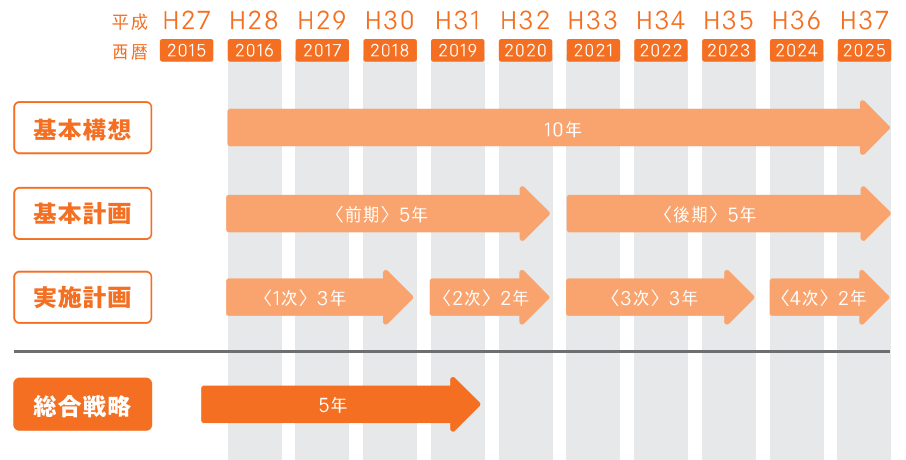 平成 H27 H28 H29 H30 H31 H32 H33 H34 H35 H36 H37
西暦 2015 2016 2017 2018 2019 2020 2021 2022 2023 2024 2025
基本構想 10年
基本計画 〈前期〉5年 〈後期〉5年
実施計画 〈1次〉3年 〈2次〉2年 〈3次〉3年 〈4次〉2年
総合戦略 5年